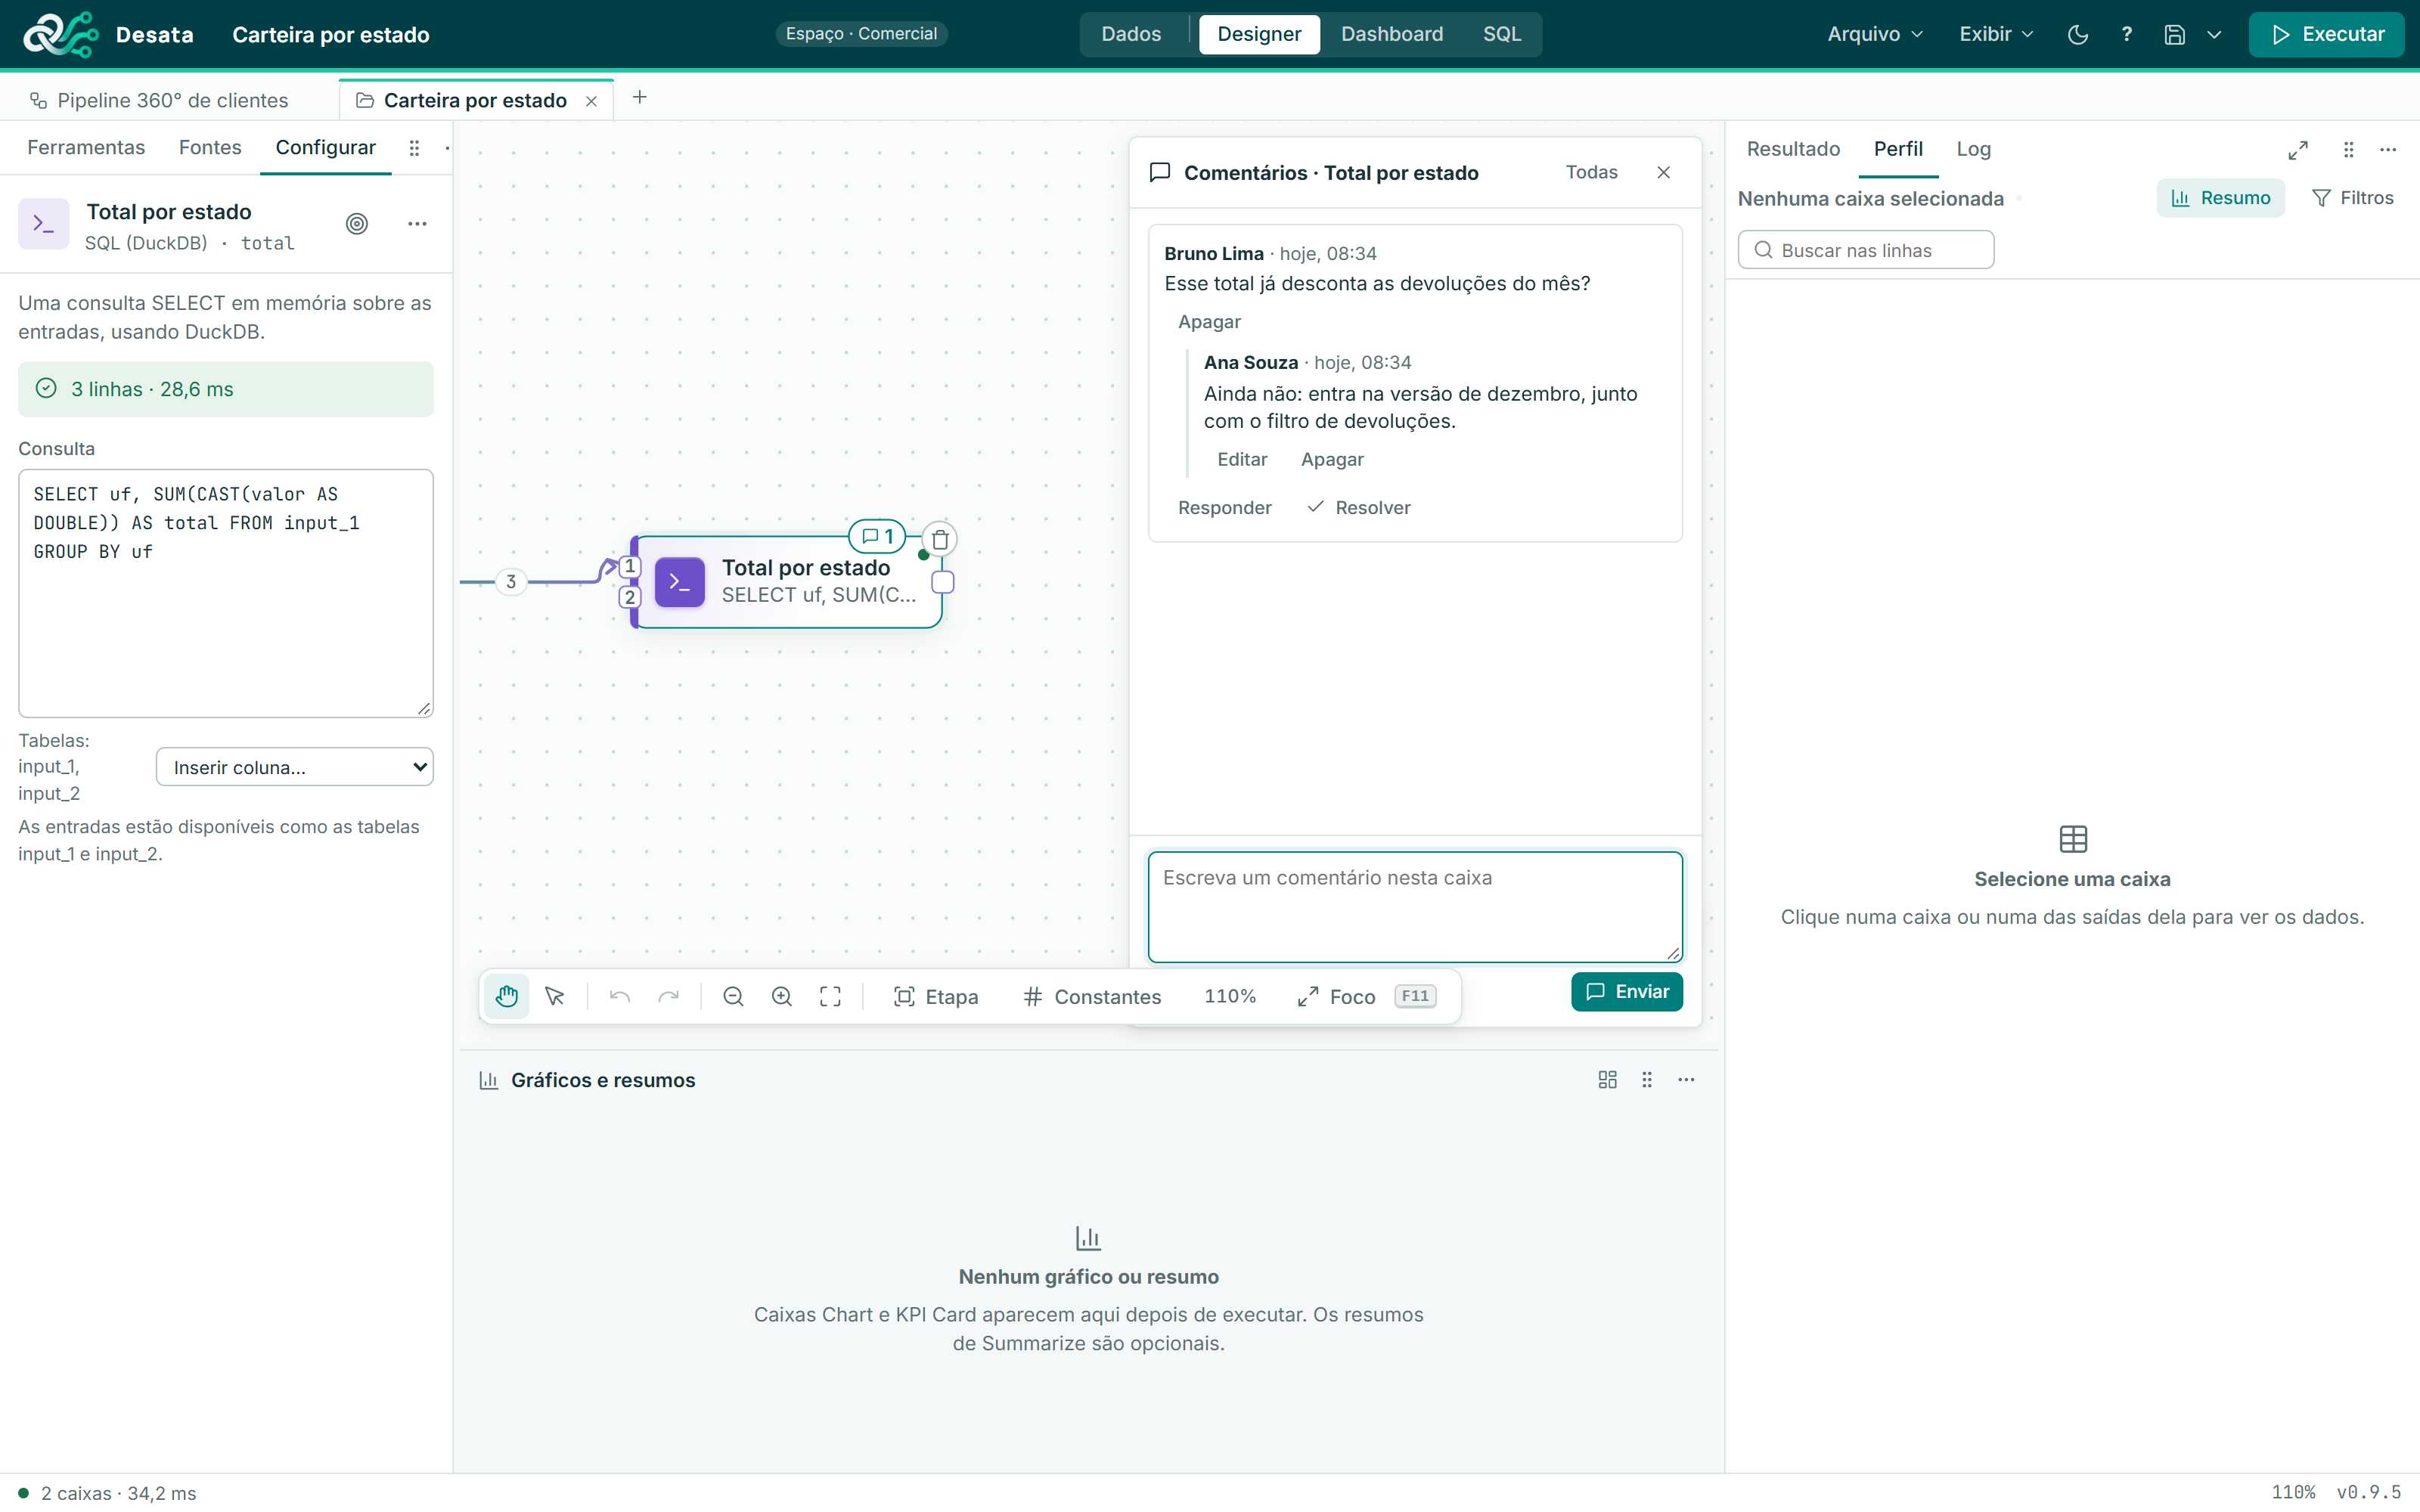 Desata
Carteira por estado
Espaço · Comercial
Dados
Designer
Dashboard
SQL
Arquivo
Exibir
?
Executar
Pipeline 360° de clientes
Carteira por estado
Ferramentas
Fontes
Configurar
Total por estado
SQL (DuckDB) · total
Uma consulta SELECT em memória sobre as
entradas, usando DuckDB.
3 linhas · 28,6 ms
Consulta
SELECT uf, SUM(CAST(valor AS
DOUBLE)) AS total FROM input_1
GROUP BY uf
Tabelas:
input_1,
input_2
Inserir coluna...
As entradas estão disponíveis como as tabelas
input_1 e input_2.
3
1
2
1
Total por estado
SELECT uf, SUM(C...
Comentários · Total por estado
Todas
Bruno Lima · hoje, 08:34
Esse total já desconta as devoluções do mês?
Apagar
Ana Souza · hoje, 08:34
Ainda não: entra na versão de dezembro, junto
com o filtro de devoluções.
Editar
Apagar
Responder
Resolver
Escreva um comentário nesta caixa
Enviar
Etapa
Constantes
110%
Foco
F11
Gráficos e resumos
Nenhum gráfico ou resumo
Caixas Chart e KPI Card aparecem aqui depois de executar. Os resumos
de Summarize são opcionais.
Resultado
Perfil
Log
Nenhuma caixa selecionada
Resumo
Filtros
Buscar nas linhas
Selecione uma caixa
Clique numa caixa ou numa das saídas dela para ver os dados.
2 caixas · 34,2 ms
110%
v0.9.5